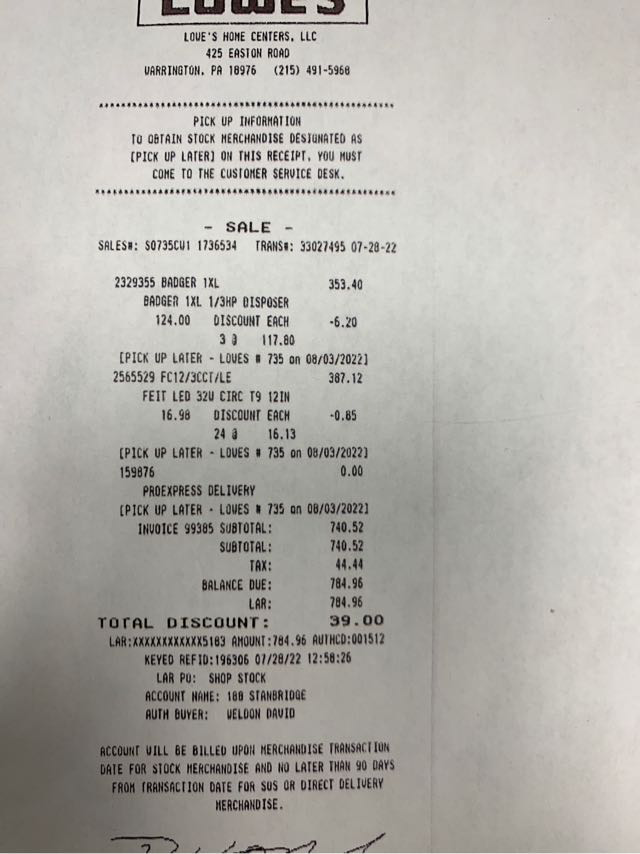 LOWE'S
LOWE'S HOME CENTERS, LLC
425 EASTON ROAD
WARRINGTON, PA 18976 (215) 491-5968
PICK UP INFORMATION
TO OBTAIN STOCK MERCHANDISE DESIGNATED AS
[PICK UP LATER] ON THIS RECEIPT, YOU MUST
COME TO THE CUSTOMER SERVICE DESK.
- SALE -
SALES#: S0735CW1 1736534 TRANS#: 33027495 07-28-22
2329355 BADGER 1XL 353.40
BADGER 1XL 1/3HP DISPOSER
124.00 DISCOUNT EACH -6.20
3 @ 117.80
[PICK UP LATER - LOWES # 735 on 08/03/2022]
2565529 FC12/3CCT/LE 387.12
FEIT LED 32W CIRC T9 12IN
16.98 DISCOUNT EACH -0.85
24 @ 16.13
[PICK UP LATER - LOWES # 735 on 08/03/2022]
159876 0.00
PROEXPRESS DELIVERY
[PICK UP LATER - LOWES # 735 on 08/03/2022]
INVOICE 99385 SUBTOTAL: 740.52
SUBTOTAL: 740.52
TAX: 44.44
BALANCE DUE: 784.96
LAR: 784.96
TOTAL DISCOUNT: 39.00
LAR:XXXXXXXXXXXX5183 AMOUNT:784.96 AUTHCD:001512
KEYED REFID:196306 07/28/22 12:58:26
LAR PO: SHOP STOCK
ACCOUNT NAME: 188 STANBRIDGE
AUTH BUYER: WELDON DAVID
ACCOUNT WILL BE BILLED UPON MERCHANDISE TRANSACTION
DATE FOR STOCK MERCHANDISE AND NO LATER THAN 90 DAYS
FROM TRANSACTION DATE FOR SOS OR DIRECT DELIVERY
MERCHANDISE.